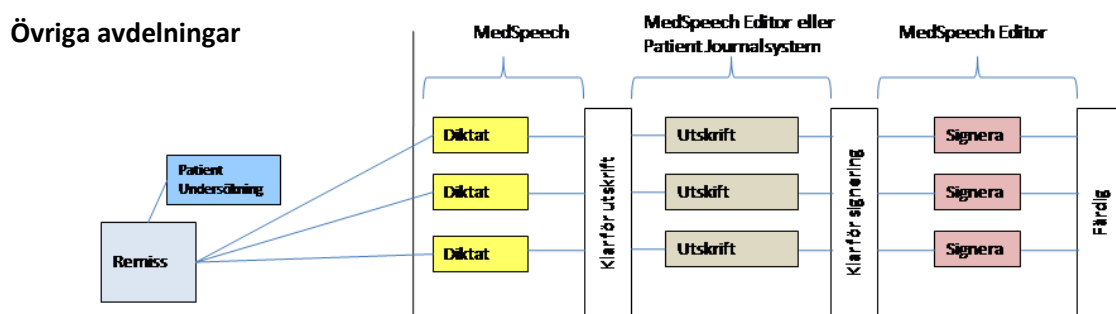 Övriga avdelningar
MedSpeech
MedSpeech Editor eller
Patient Journalsystem
MedSpeech Editor
Patient
Undersökning
Remiss
Diktat
Diktat
Diktat
Klar för utskrift
Utskrift
Utskift
Utskrift
Klar för signering
Signera
Signera
Signera
Färdig